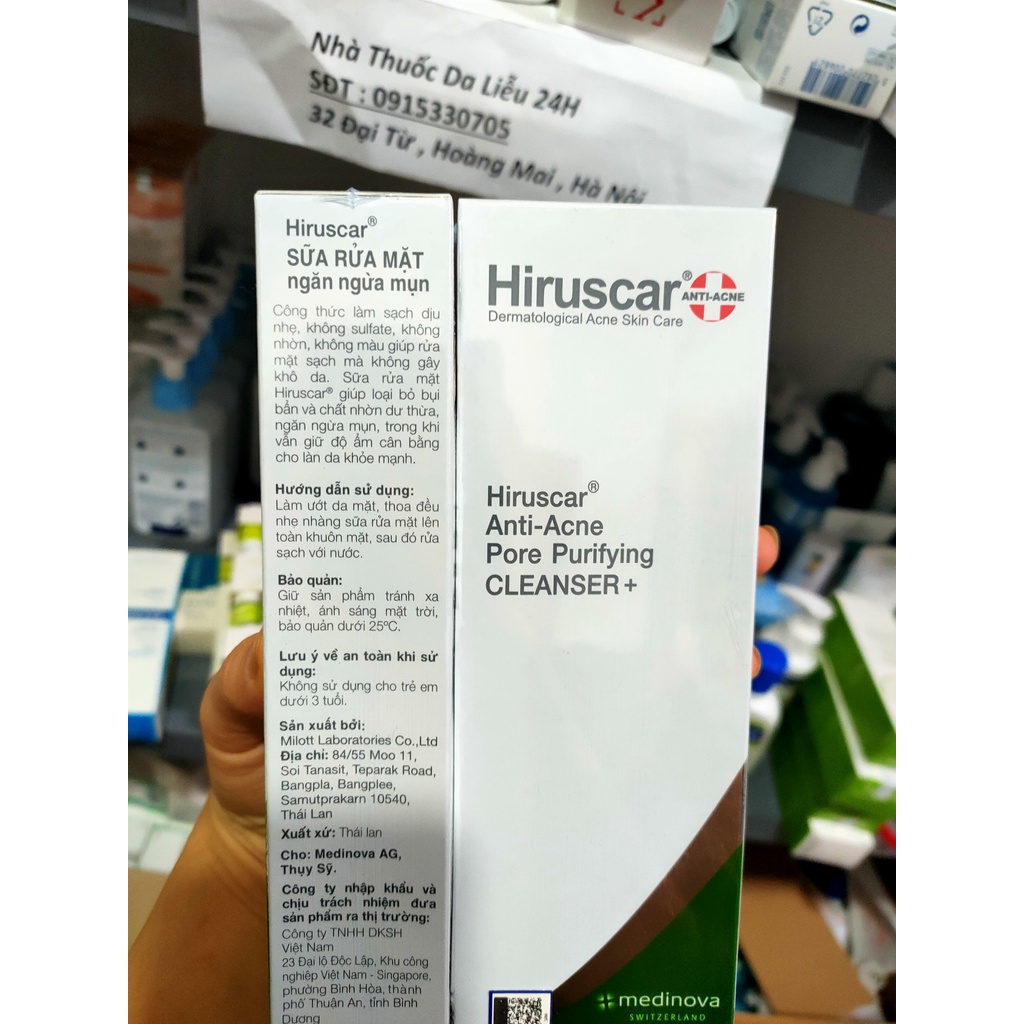 Nhà Thuốc Da Liễu 24H
SĐT : 0915330705
32 Đại Từ , Hoàng Mai , Hà Nội
Hiruscar®
SỮA RỬA MẶT
ngăn ngừa mụn
Công thức làm sạch dịu
nhẹ, không sulfate, không
nhờn, không màu giúp rửa
mặt sạch mà không gây
khô da. Sữa rửa mặt
Hiruscar® giúp loại bỏ bụi
bẩn và chất nhờn dư thừa,
ngăn ngừa mụn, trong khi
vẫn giữ độ ẩm cân bằng
cho làn da khỏe mạnh.
Hướng dẫn sử dụng:
Làm ướt da mặt, thoa đều
nhẹ nhàng sữa rửa mặt lên
toàn khuôn mặt, sau đó rửa
sạch với nước.
Bảo quản:
Giữ sản phẩm tránh xa
nhiệt, ánh sáng mặt trời,
bảo quản dưới 25ºC.
Lưu ý về an toàn khi sử
dụng:
Không sử dụng cho trẻ em
dưới 3 tuổi.
Sản xuất bởi:
Milott Laboratories Co.,Ltd
Địa chỉ: 84/55 Moo 11,
Soi Tanasit, Teparak Road,
Bangpla, Bangplee,
Samutprakarn 10540,
Thái Lan
Xuất xứ: Thái lan
Cho: Medinova AG,
Thụy Sỹ.
Công ty nhập khẩu và
chịu trách nhiệm đưa
sản phẩm ra thị trường:
Công ty TNHH DKSH
Việt Nam
23 Đại lộ Độc Lập, Khu công
nghiệp Việt Nam - Singapore,
phường Bình Hòa, thành
phố Thuận An, tỉnh Bình
Dương
Hiruscar®
ANTI-ACNE
Dermatological Acne Skin Care
Hiruscar®
Anti-Acne
Pore Purifying
CLEANSER+
medinova
SWITZERLAND